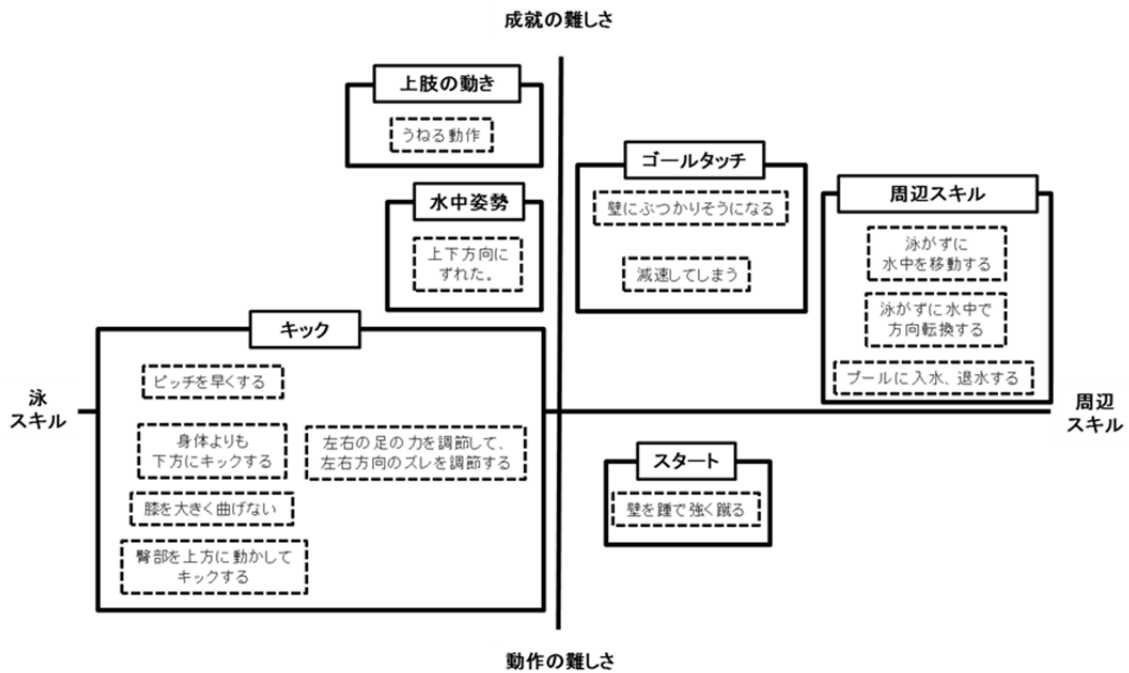 成就の難しさ
上肢の動き
うねる動作
水中姿勢
上下方向に
ずれた。
ゴールタッチ
壁にぶつかりそうになる
減速してしまう
周辺スキル
泳がずに
水中を移動する
泳がずに水中で
方向転換する
プールに入水、退水する
キック
ピッチを早くする
身体よりも
下方にキックする
左右の足の力を調節して、
左右方向のズレを調節する
膝を大きく曲げない
臀部を上方に動かして
キックする
泳
スキル
周辺
スキル
スタート
壁を踵で強く蹴る
動作の難しさ